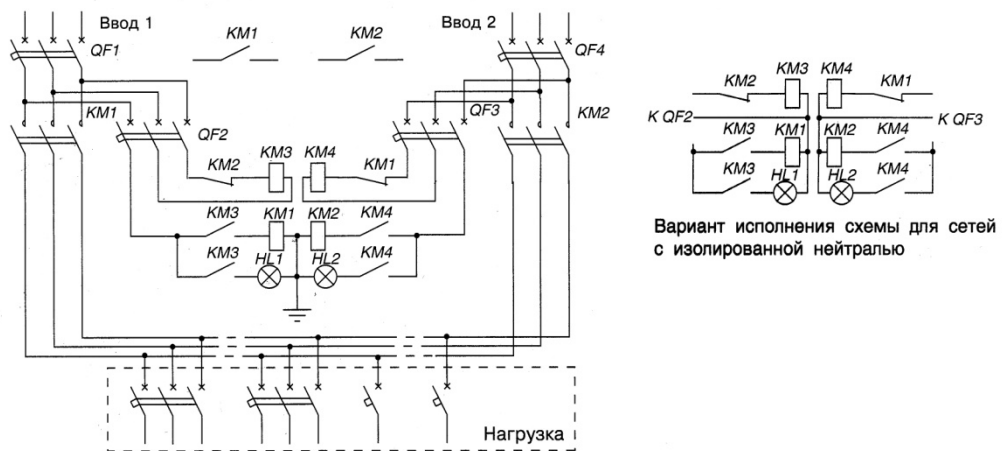 Ввод 1
Ввод 2
QF1
KM1
KM2
QF4
KM1
QF2
QF3
KM2
KM2
KM3
KM4
KM1
KM3
KM1
KM2
KM4
KM3
HL1
HL2
KM4
Нагрузка
KM2
KM3
KM4
KM1
К QF2
К QF3
KM3
KM1
KM2
KM4
KM3
HL1
HL2
KM4
Вариант исполнения схемы для сетей
с изолированной нейтралью